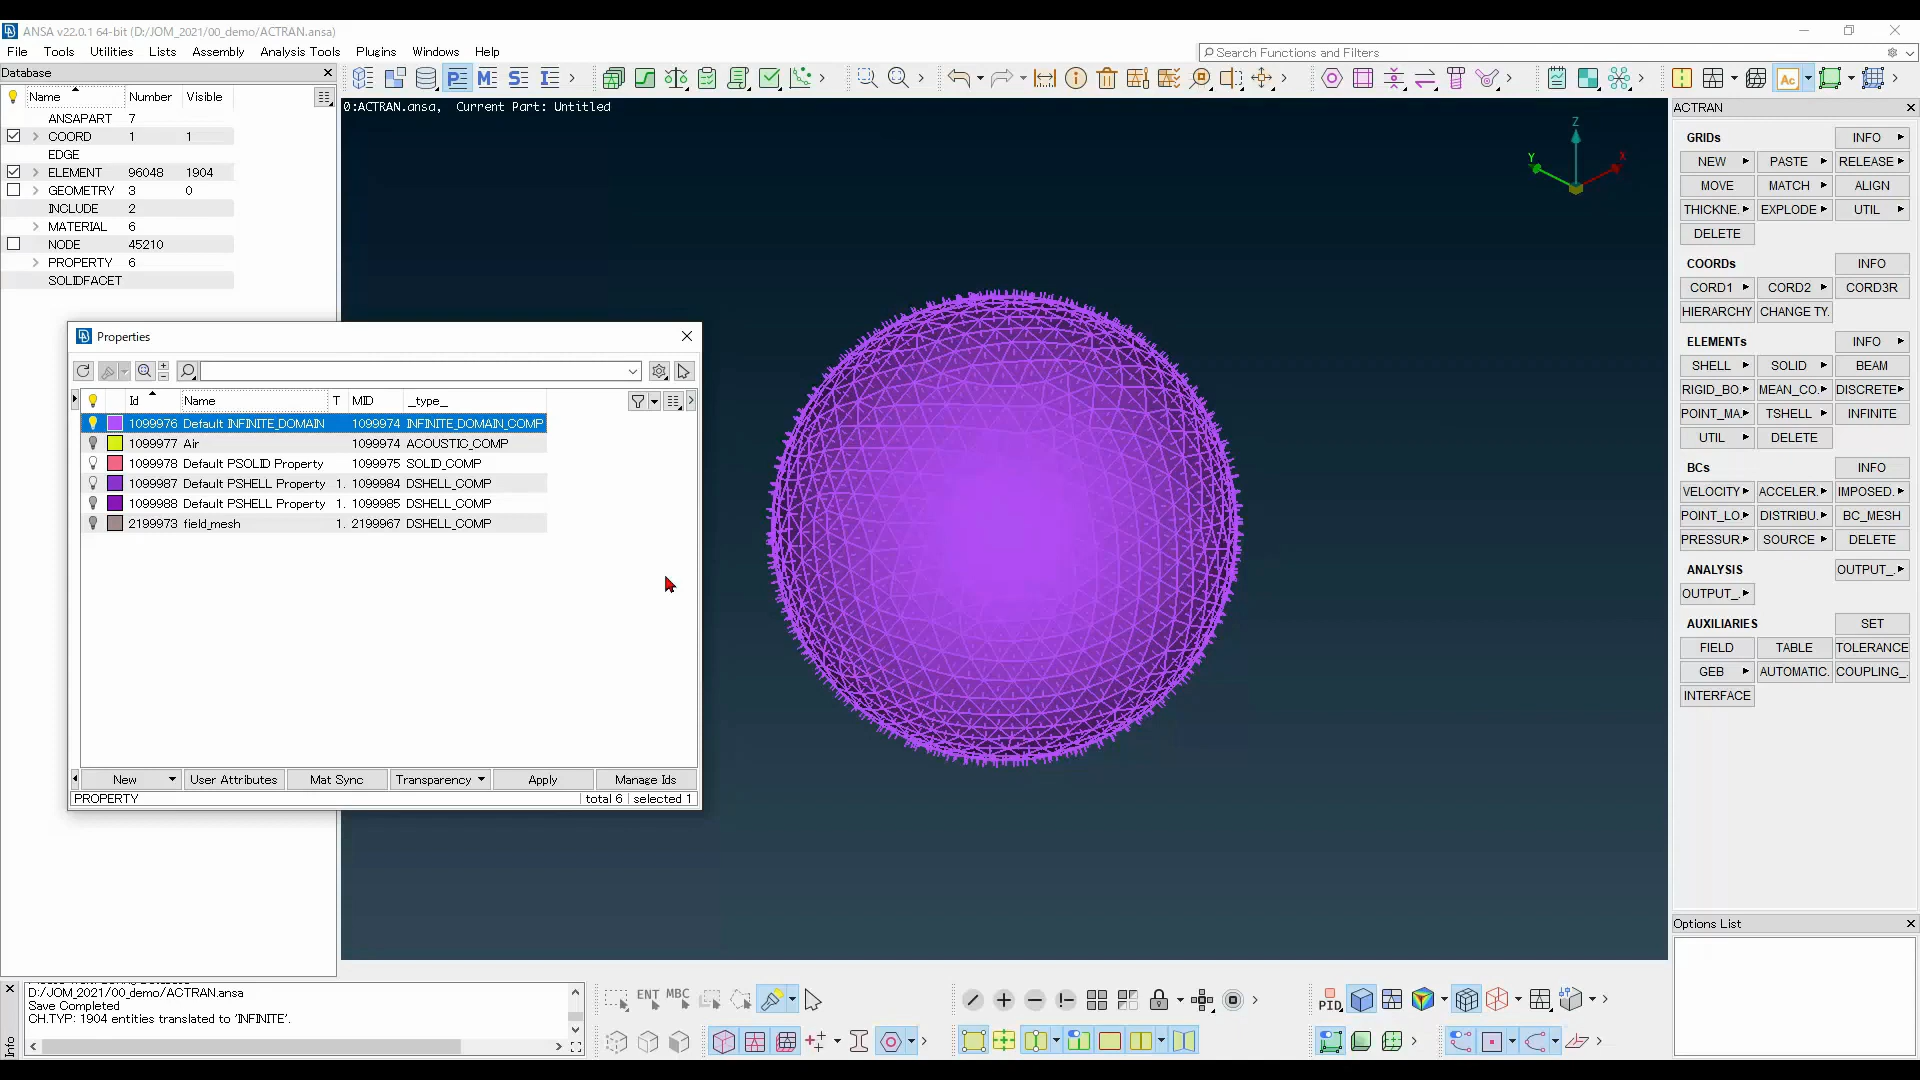 ANSA v22.0.1 64-bit (D:/JOM_2021/00_demo/ACTRAN.ansa)
File Tools Utilities Lists Assembly Analysis Tools Plugins Windows Help
Search Functions and Filters
Database
Name Number Visible
ANSAPART 7
COORD 1 1
EDGE
ELEMENT 96048 1904
GEOMETRY 3 0
INCLUDE 2
MATERIAL 6
NODE 45210
PROPERTY 6
SOLIDFACET
0:ACTRAN.ansa, Current Part: Untitled
Z
Y
X
Properties
Id Name T MID _type_
1099976 Default INFINITE_DOMAIN 1099974 INFINITE_DOMAIN_COMP
1099977 Air 1099974 ACOUSTIC_COMP
1099978 Default PSOLID Property 1099975 SOLID_COMP
1099987 Default PSHELL Property 1. 1099984 DSHELL_COMP
1099988 Default PSHELL Property 1. 1099985 DSHELL_COMP
2199973 field_mesh 1. 2199967 DSHELL_COMP
New User Attributes Mat Sync Transparency Apply Manage Ids
PROPERTY total 6 selected 1
ACTRAN
GRIDs INFO
NEW PASTE RELEASE
MOVE MATCH ALIGN
THICKNE. EXPLODE UTIL
DELETE
COORDs INFO
CORD1 CORD2 CORD3R
HIERARCHY CHANGE TY.
ELEMENTs INFO
SHELL SOLID BEAM
RIGID_BO. MEAN_CO. DISCRETE
POINT_MA. TSHELL INFINITE
UTIL DELETE
BCs INFO
VELOCITY ACCELER. IMPOSED.
POINT_LO. DISTRIBU. BC_MESH
PRESSUR. SOURCE DELETE
ANALYSIS OUTPUT_.
OUTPUT_.
AUXILIARIES SET
FIELD TABLE TOLERANCE
GEB AUTOMATIC. COUPLING_.
INTERFACE
Options List
D:/JOM_2021/00_demo/ACTRAN.ansa
Save Completed
CH.TYP: 1904 entities translated to 'INFINITE'.
Info
ENT MBC
PID